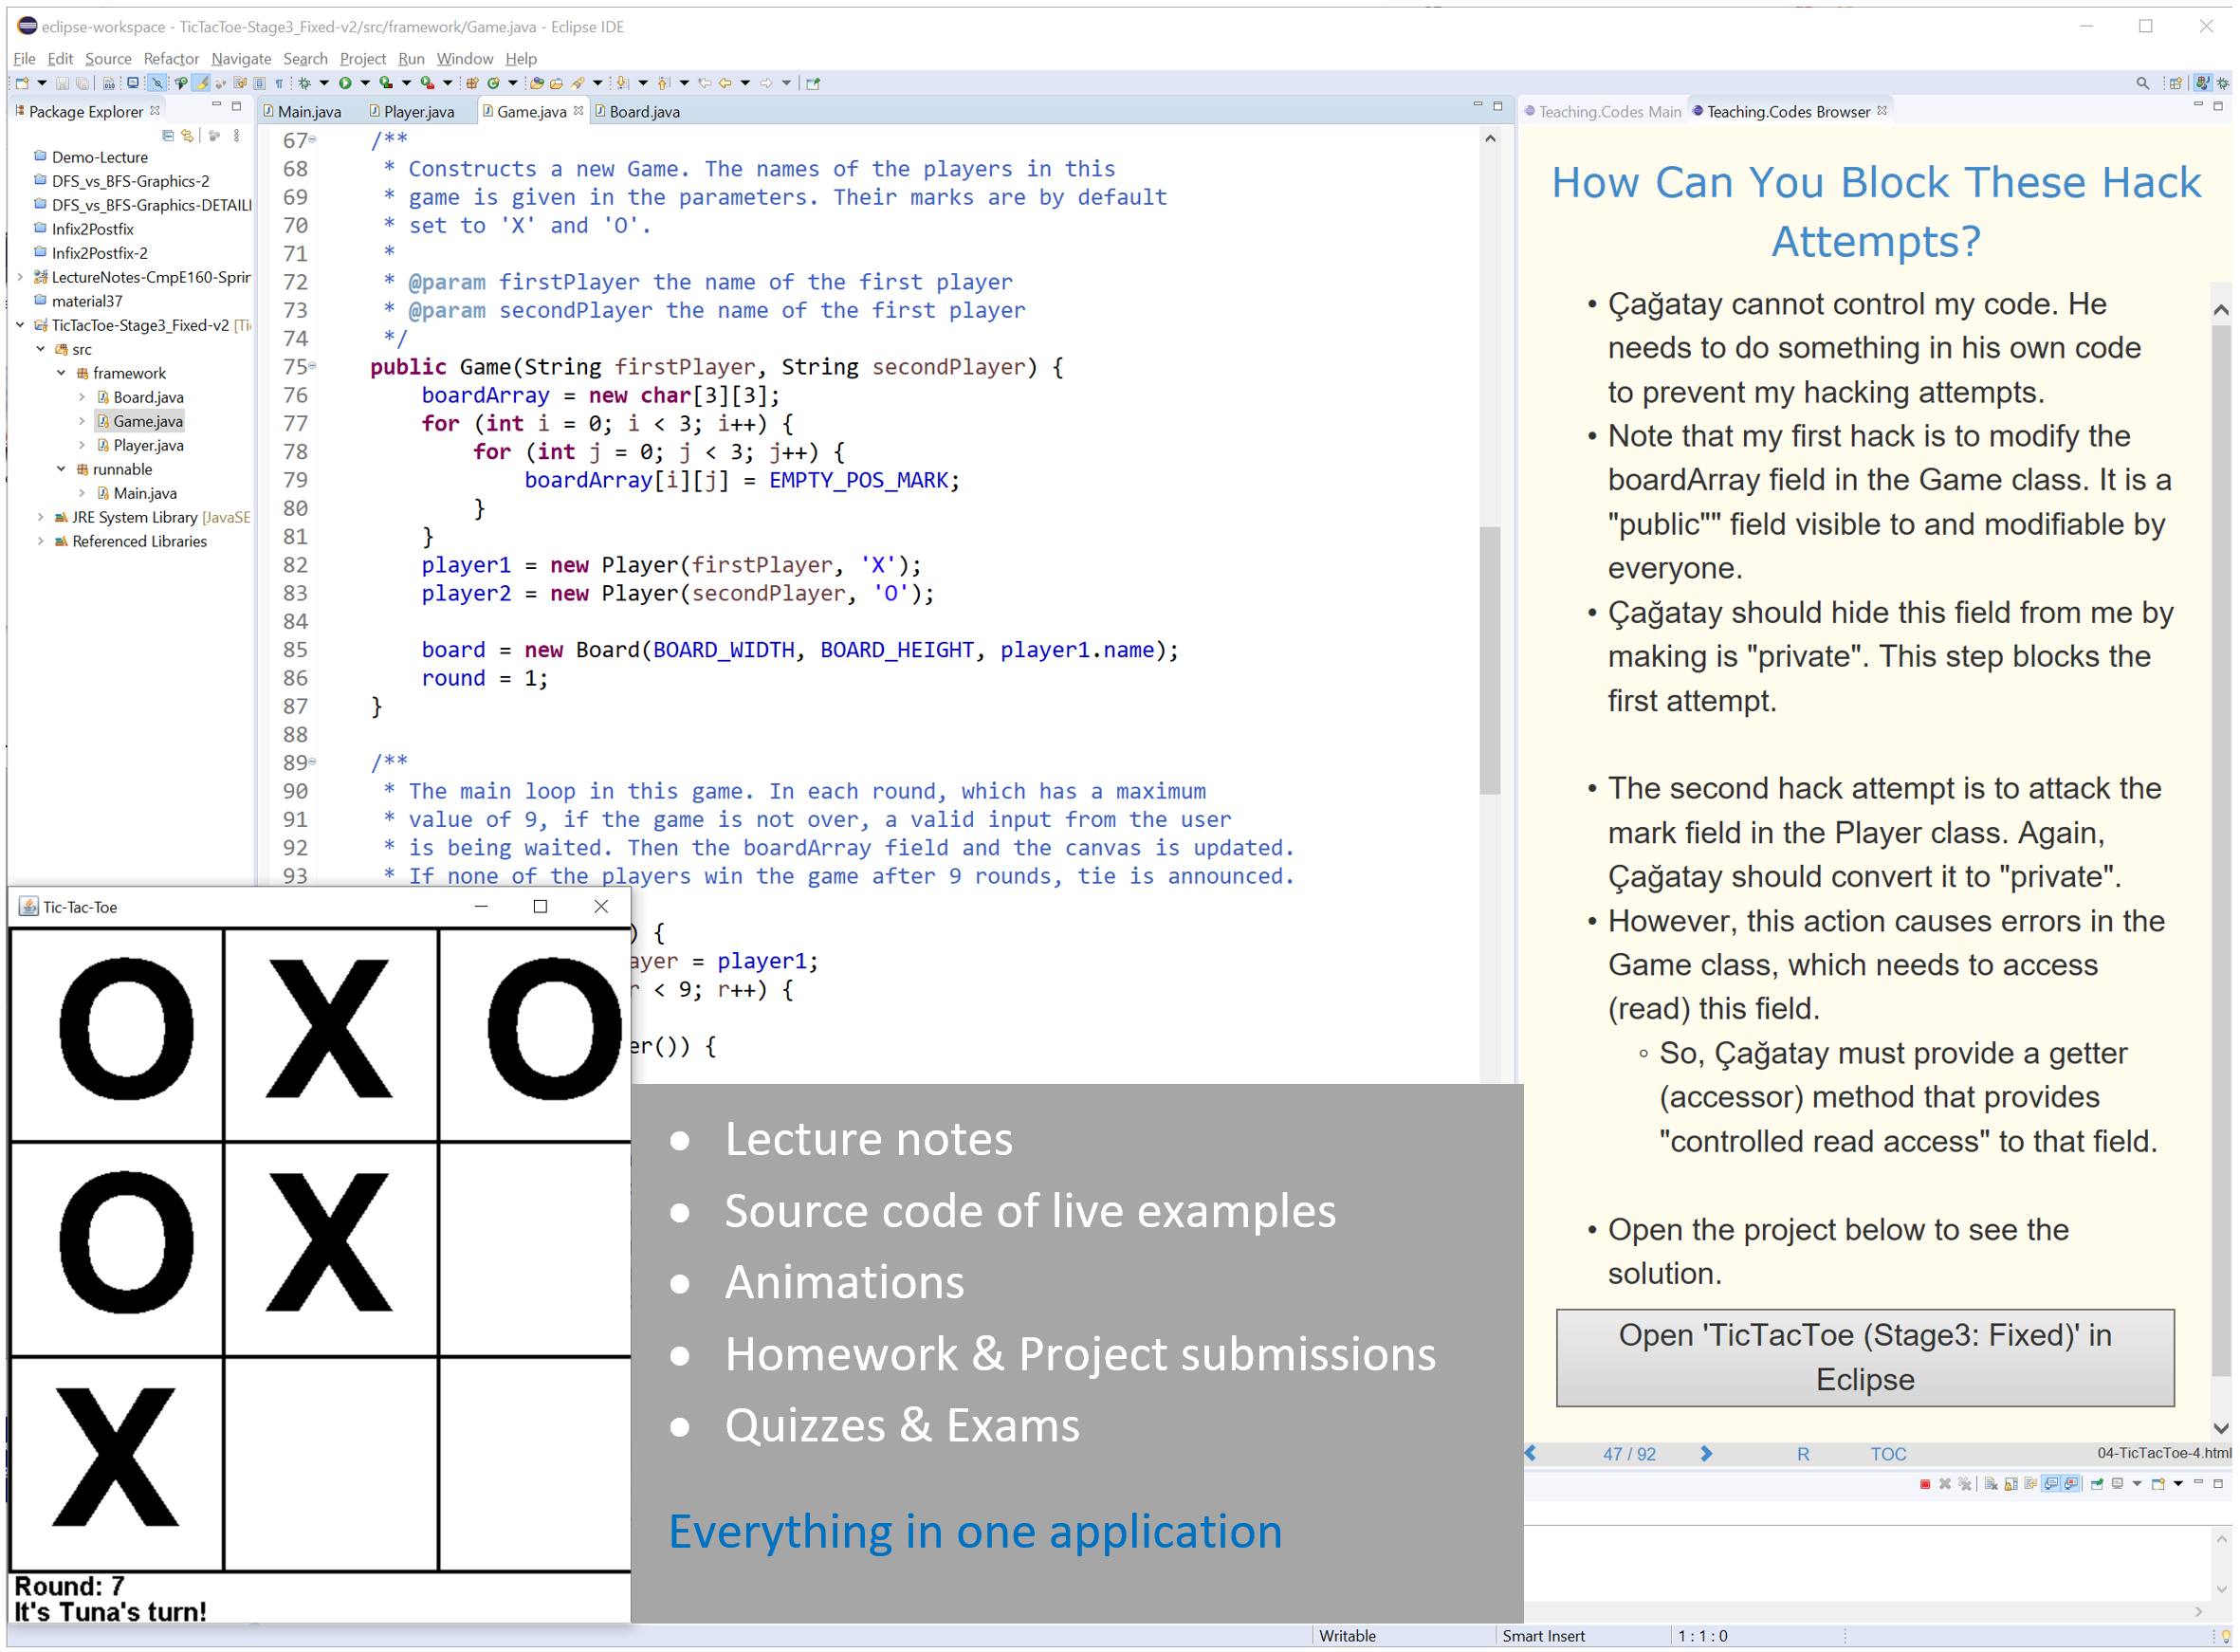 eclipse-workspace - TicTacToe-Stage3_Fixed-v2/src/framework/Game.java - Eclipse IDE
File Edit Source Refactor Navigate Search Project Run Window Help
Package Explorer
Demo-Lecture
DFS_vs_BFS-Graphics-2
DFS_vs_BFS-Graphics-DETAILI
Infix2Postfix
Infix2Postfix-2
LectureNotes-CmpE160-Sprin
material37
TicTacToe-Stage3_Fixed-v2 [Ti
src
framework
Board.java
Game.java
Player.java
runnable
Main.java
JRE System Library [JavaSE
Referenced Libraries
Main.java Player.java Game.java Board.java
67 /**
68 * Constructs a new Game. The names of the players in this
69 * game is given in the parameters. Their marks are by default
70 * set to 'X' and 'O'.
71 *
72 * @param firstPlayer the name of the first player
73 * @param secondPlayer the name of the first player
74 */
75 public Game(String firstPlayer, String secondPlayer) {
76 boardArray = new char[3][3];
77 for (int i = 0; i < 3; i++) {
78 for (int j = 0; j < 3; j++) {
79 boardArray[i][j] = EMPTY_POS_MARK;
80 }
81 }
82 player1 = new Player(firstPlayer, 'X');
83 player2 = new Player(secondPlayer, 'O');
84
85 board = new Board(BOARD_WIDTH, BOARD_HEIGHT, player1.name);
86 round = 1;
87 }
88
89 /**
90 * The main loop in this game. In each round, which has a maximum
91 * value of 9, if the game is not over, a valid input from the user
92 * is being waited. Then the boardArray field and the canvas is updated.
93 * If none of the players win the game after 9 rounds, tie is announced.
) {
ayer = player1;
r < 9; r++) {
er()) {
Tic-Tac-Toe
O X O
O X
X
Round: 7
It's Tuna's turn!
• Lecture notes
• Source code of live examples
• Animations
• Homework & Project submissions
• Quizzes & Exams
Everything in one application
Teaching.Codes Main Teaching.Codes Browser
How Can You Block These Hack
Attempts?
• Çağatay cannot control my code. He
needs to do something in his own code
to prevent my hacking attempts.
• Note that my first hack is to modify the
boardArray field in the Game class. It is a
"public"" field visible to and modifiable by
everyone.
• Çağatay should hide this field from me by
making is "private". This step blocks the
first attempt.
• The second hack attempt is to attack the
mark field in the Player class. Again,
Çağatay should convert it to "private".
• However, this action causes errors in the
Game class, which needs to access
(read) this field.
◦ So, Çağatay must provide a getter
(accessor) method that provides
"controlled read access" to that field.
• Open the project below to see the
solution.
Open 'TicTacToe (Stage3: Fixed)' in
Eclipse
47 / 92 R TOC 04-TicTacToe-4.html
Writable Smart Insert 1 : 1 : 0